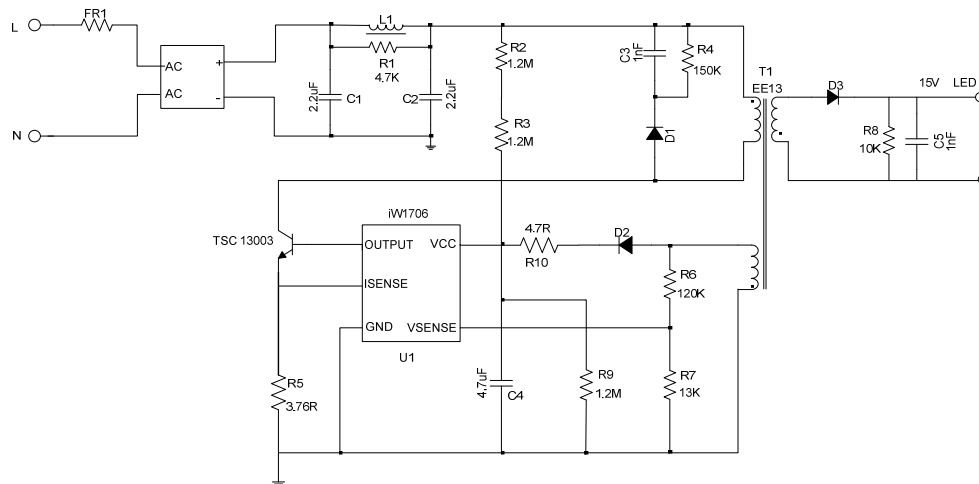 L
FR1
L1
AC
+
AC
-
R1
4.7K
2.2uF
C1
C2
2.2uF
N
R2
1.2M
R3
1.2M
C3
1nF
R4
150K
D1
T1
EE13
D3
15V
LED
R8
10K
C5
1nF
TSC 13003
iW1706
OUTPUT
VCC
ISENSE
GND
VSENSE
U1
4.7R
R10
D2
R6
120K
R5
3.76R
4.7uF
C4
R9
1.2M
R7
13K